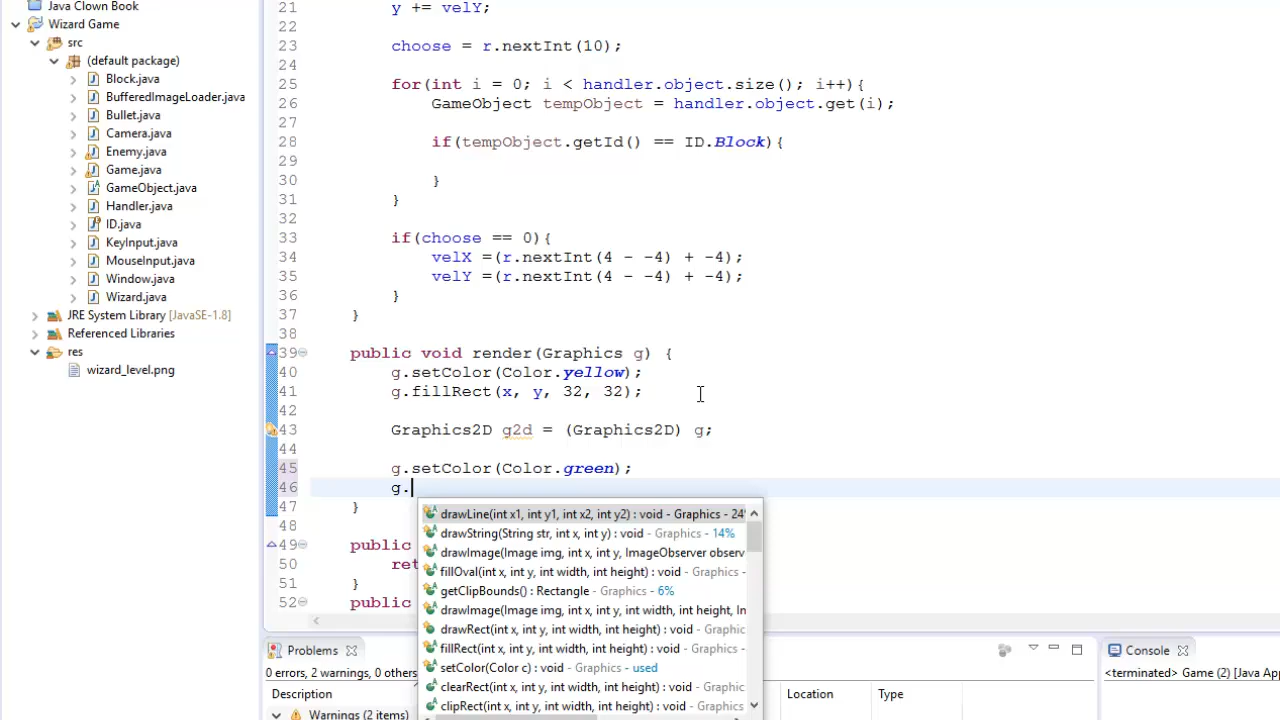 Java Clown Book
Wizard Game
src
(default package)
Block.java
BufferedImageLoader.java
Bullet.java
Camera.java
Enemy.java
Game.java
GameObject.java
Handler.java
ID.java
KeyInput.java
MouseInput.java
Window.java
Wizard.java
JRE System Library [JavaSE-1.8]
Referenced Libraries
res
wizard_level.png
21 y += velY;
22
23 choose = r.nextInt(10);
24
25 for(int i = 0; i < handler.object.size(); i++){
26 GameObject tempObject = handler.object.get(i);
27
28 if(tempObject.getId() == ID.Block){
29
30 }
31 }
32
33 if(choose == 0){
34 velX =(r.nextInt(4 - -4) + -4);
35 velY =(r.nextInt(4 - -4) + -4);
36 }
37 }
38
39 public void render(Graphics g) {
40 g.setColor(Color.yellow);
41 g.fillRect(x, y, 32, 32);
42
43 Graphics2D g2d = (Graphics2D) g;
44
45 g.setColor(Color.green);
46 g.
47 }
48
49 public
50 ret
51 }
52 public
drawLine(int x1, int y1, int x2, int y2) : void - Graphics - 24
drawString(String str, int x, int y) : void - Graphics - 14%
drawImage(Image img, int x, int y, ImageObserver observ
fillOval(int x, int y, int width, int height) : void - Graphics -
getClipBounds() : Rectangle - Graphics - 6%
drawImage(Image img, int x, int y, int width, int height, In
drawRect(int x, int y, int width, int height) : void - Graphic
fillRect(int x, int y, int width, int height) : void - Graphics -
setColor(Color c) : void - Graphics - used
clearRect(int x, int y, int width, int height) : void - Graphic
clipRect(int x, int y, int width, int height) : void - Graphics
Problems
0 errors, 2 warnings, 0 others
Description
Location
Type
Warnings (2 items)
Console
<terminated> Game (2) [Java App